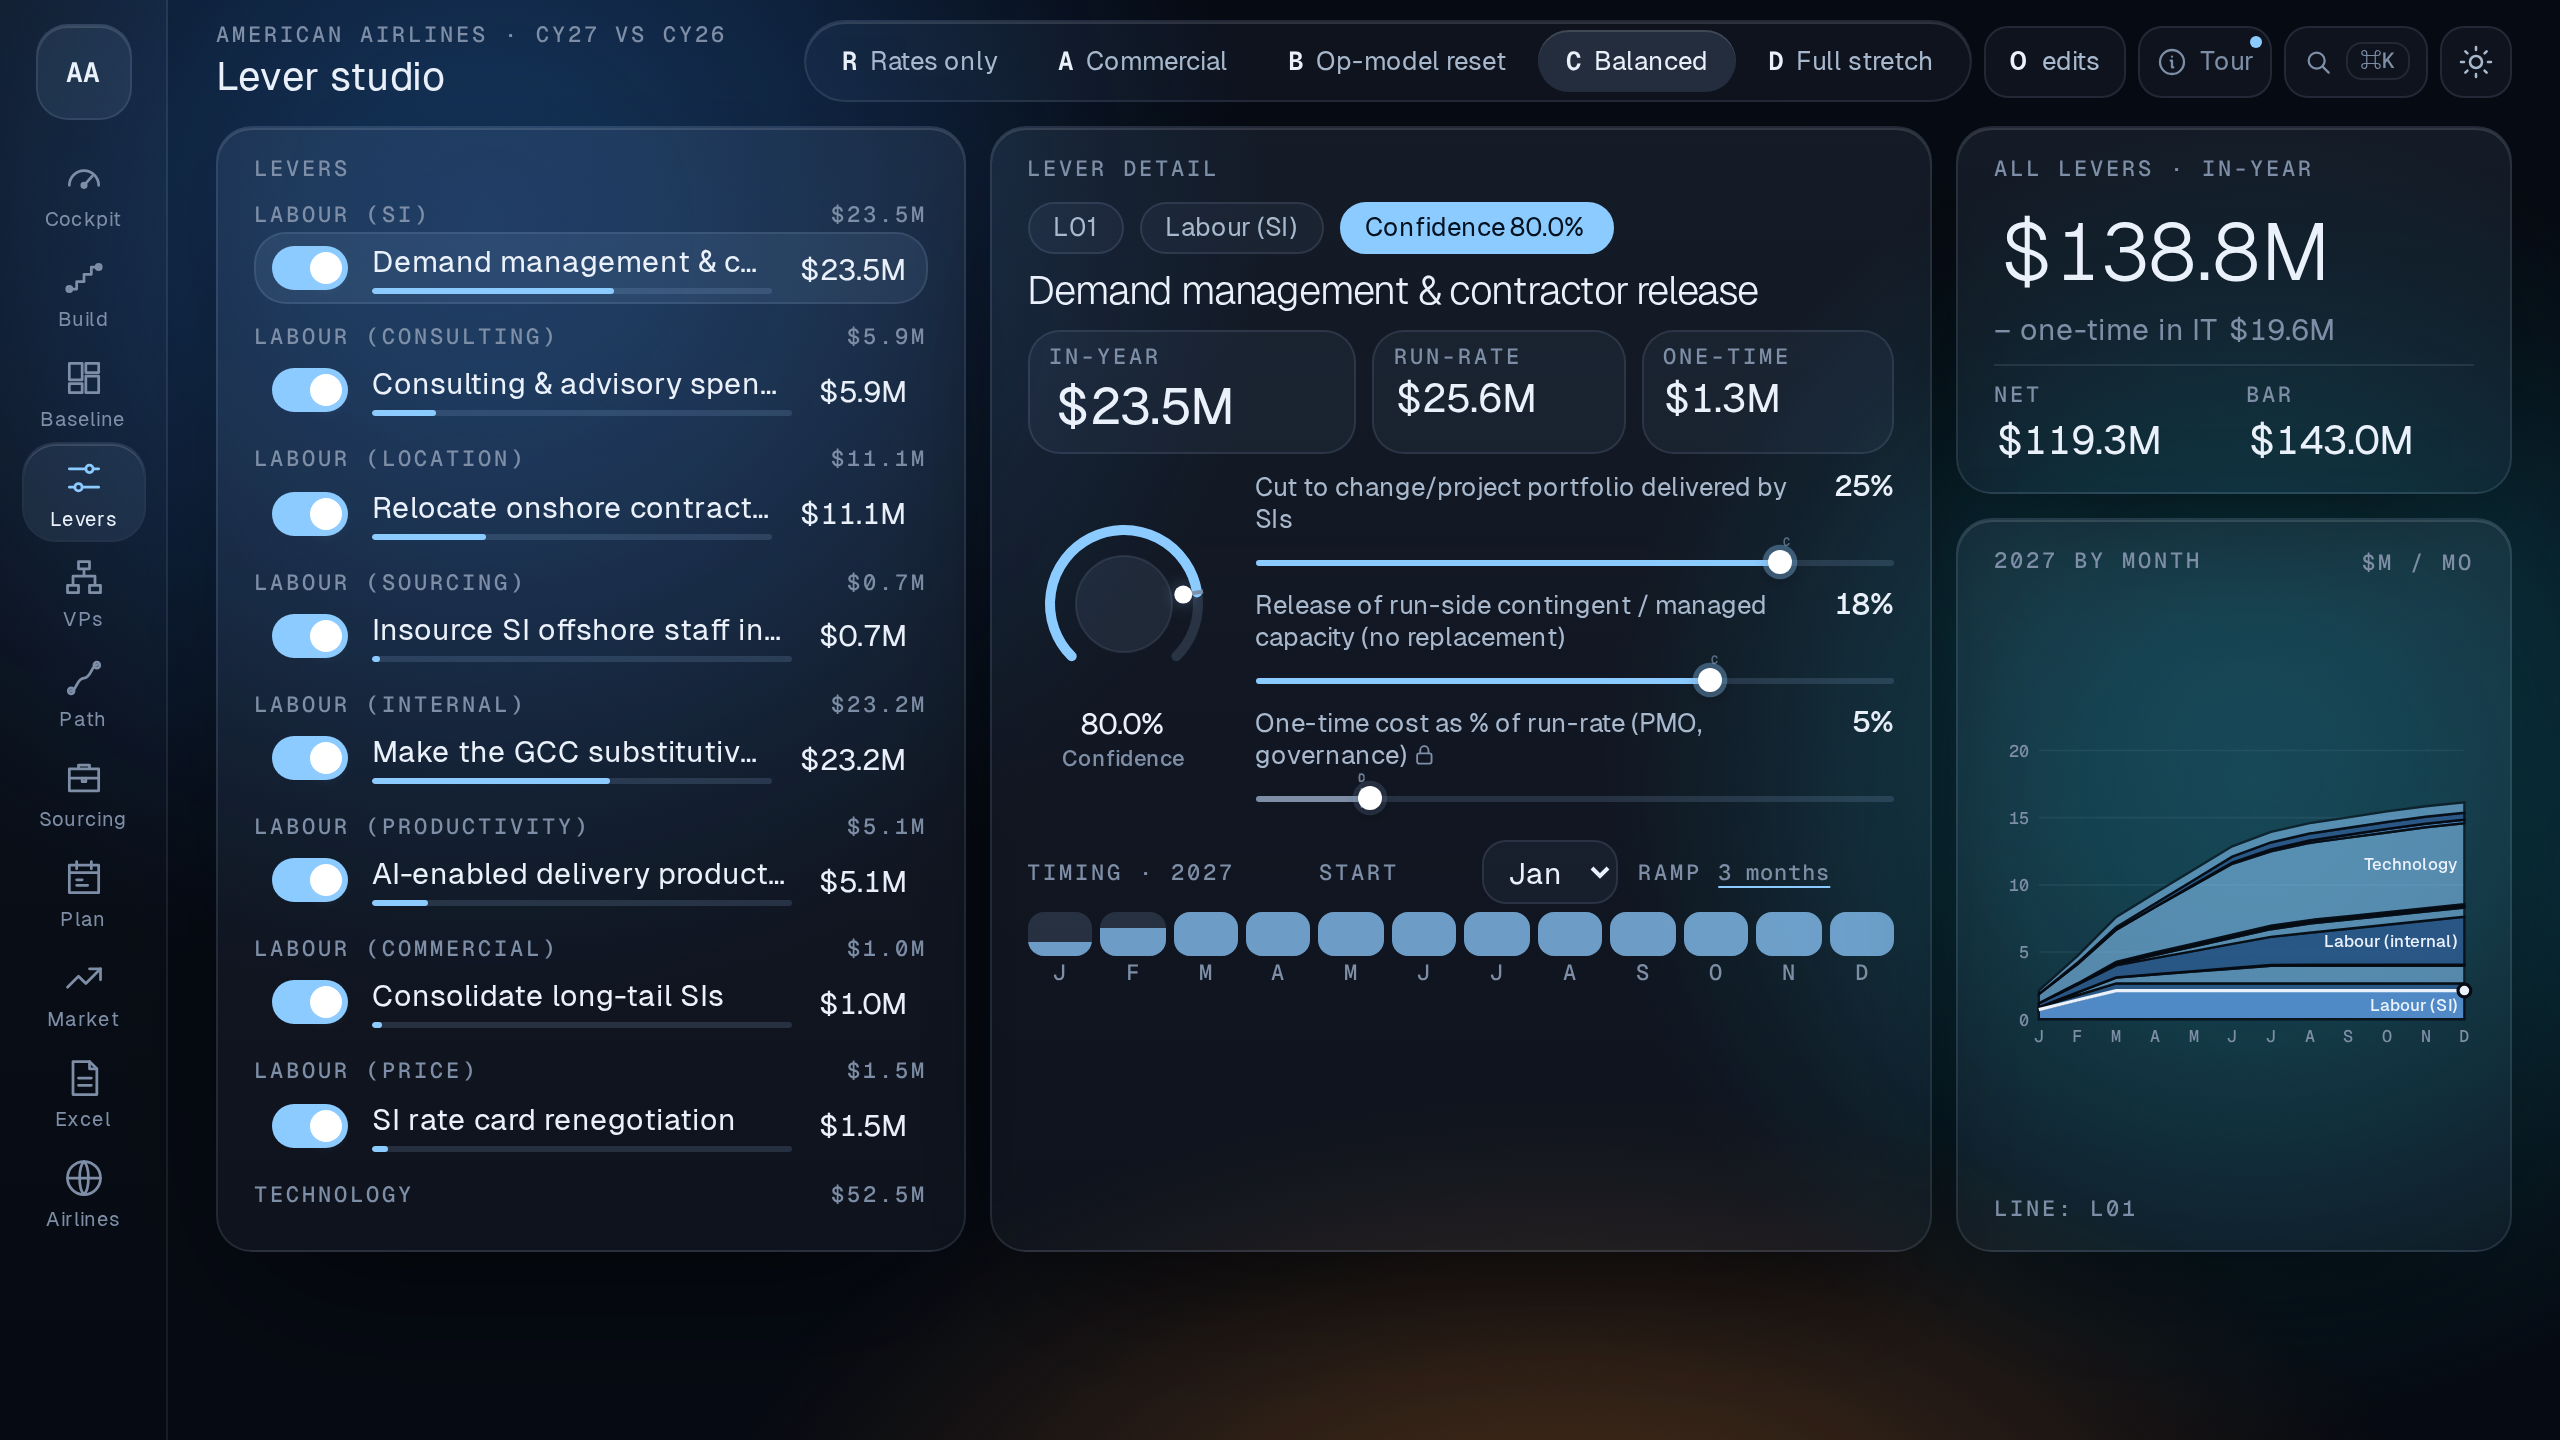 AA
Cockpit
Build
Baseline
Levers
VPs
Path
Sourcing
Plan
Market
Excel
Airlines
AMERICAN AIRLINES · CY27 VS CY26
Lever studio
R Rates only
A Commercial
B Op-model reset
C Balanced
D Full stretch
0 edits
Tour
⌘K
LEVERS
LABOUR (SI) $23.5M
Demand management & c... $23.5M
LABOUR (CONSULTING) $5.9M
Consulting & advisory spen... $5.9M
LABOUR (LOCATION) $11.1M
Relocate onshore contract... $11.1M
LABOUR (SOURCING) $0.7M
Insource SI offshore staff in... $0.7M
LABOUR (INTERNAL) $23.2M
Make the GCC substitutiv... $23.2M
LABOUR (PRODUCTIVITY) $5.1M
AI-enabled delivery product... $5.1M
LABOUR (COMMERCIAL) $1.0M
Consolidate long-tail SIs $1.0M
LABOUR (PRICE) $1.5M
SI rate card renegotiation $1.5M
TECHNOLOGY $52.5M
LEVER DETAIL
L01 Labour (SI) Confidence 80.0%
Demand management & contractor release
IN-YEAR RUN-RATE ONE-TIME
$23.5M $25.6M $1.3M
Cut to change/project portfolio delivered by 25%
SIs
C
Release of run-side contingent / managed 18%
capacity (no replacement)
C
One-time cost as % of run-rate (PMO, 5%
governance)
D
80.0%
Confidence
TIMING · 2027 START Jan RAMP 3 months
J F M A M J J A S O N D
ALL LEVERS · IN-YEAR
$138.8M
– one-time in IT $19.6M
NET BAR
$119.3M $143.0M
2027 BY MONTH $M / MO
20
15
10
5
0
Technology
Labour (internal)
Labour (SI)
J F M A M J J A S O N D
LINE: L01